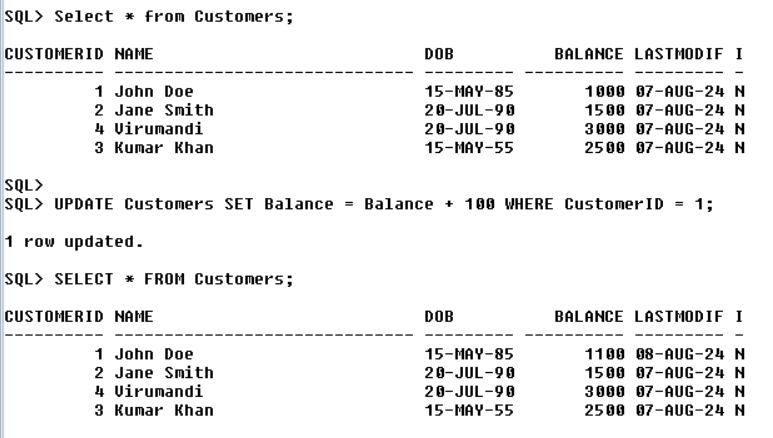 SQL> Select * from Customers;
CUSTOMERID NAME                           DOB          BALANCE LASTMODIF I
---------- ------------------------------ --------- ---------- --------- -
         1 John Doe                       15-MAY-85       1000 07-AUG-24 N
         2 Jane Smith                     20-JUL-90       1500 07-AUG-24 N
         4 Virumandi                      20-JUL-90       3000 07-AUG-24 N
         3 Kumar Khan                     15-MAY-55       2500 07-AUG-24 N
SQL>
SQL> UPDATE Customers SET Balance = Balance + 100 WHERE CustomerID = 1;
1 row updated.
SQL> SELECT * FROM Customers;
CUSTOMERID NAME                           DOB          BALANCE LASTMODIF I
---------- ------------------------------ --------- ---------- --------- -
         1 John Doe                       15-MAY-85       1100 08-AUG-24 N
         2 Jane Smith                     20-JUL-90       1500 07-AUG-24 N
         4 Virumandi                      20-JUL-90       3000 07-AUG-24 N
         3 Kumar Khan                     15-MAY-55       2500 07-AUG-24 N